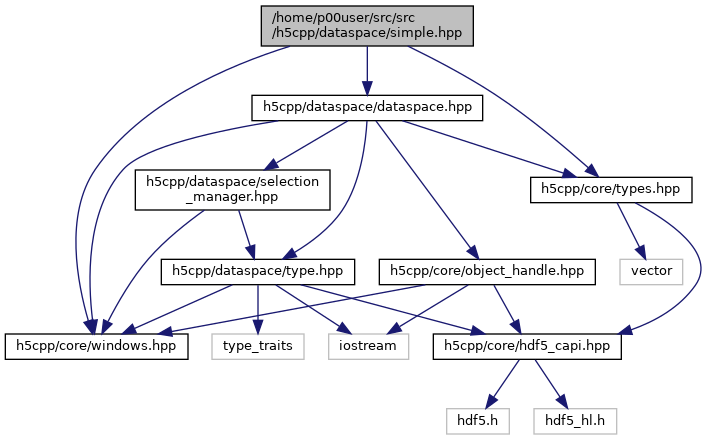 /home/p00user/src/src
/h5cpp/dataspace/simple.hpp
h5cpp/dataspace/dataspace.hpp
h5cpp/dataspace/selection
_manager.hpp
h5cpp/core/types.hpp
h5cpp/dataspace/type.hpp
h5cpp/core/object_handle.hpp
vector
h5cpp/core/windows.hpp
type_traits
iostream
h5cpp/core/hdf5_capi.hpp
hdf5.h
hdf5_hl.h